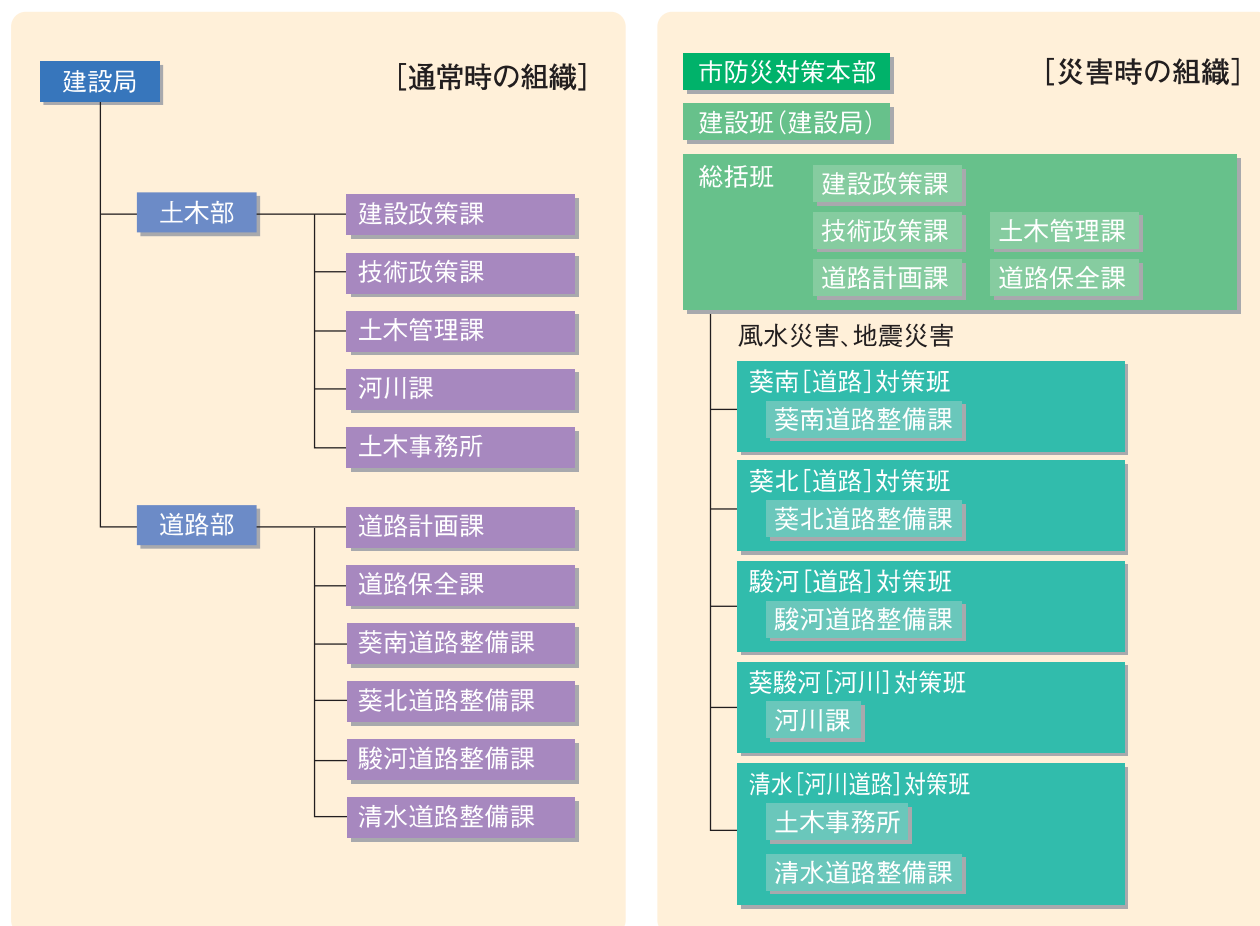 [通常時の組織]
建設局
土木部
建設政策課
技術政策課
土木管理課
河川課
土木事務所
道路部
道路計画課
道路保全課
葵南道路整備課
葵北道路整備課
駿河道路整備課
清水道路整備課
[災害時の組織]
市防災対策本部
建設班(建設局)
総括班
建設政策課
技術政策課 土木管理課
道路計画課 道路保全課
風水災害、地震災害
葵南[道路]対策班
葵南道路整備課
葵北[道路]対策班
葵北道路整備課
駿河[道路]対策班
駿河道路整備課
葵駿河[河川]対策班
河川課
清水[河川道路]対策班
土木事務所
清水道路整備課